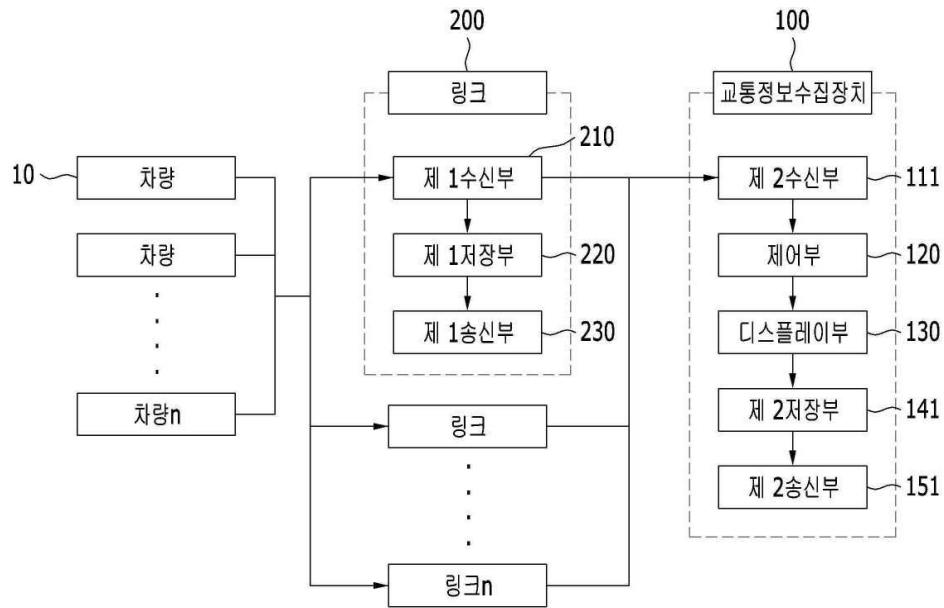 200
100
링크
교통정보수집장치
210
10
차량
제 1수신부
제 2수신부
111
차량
제 1저장부
220
제어부
120
제 1송신부
230
디스플레이부
130
차량n
링크
제 2저장부
141
제 2송신부
151
링크n